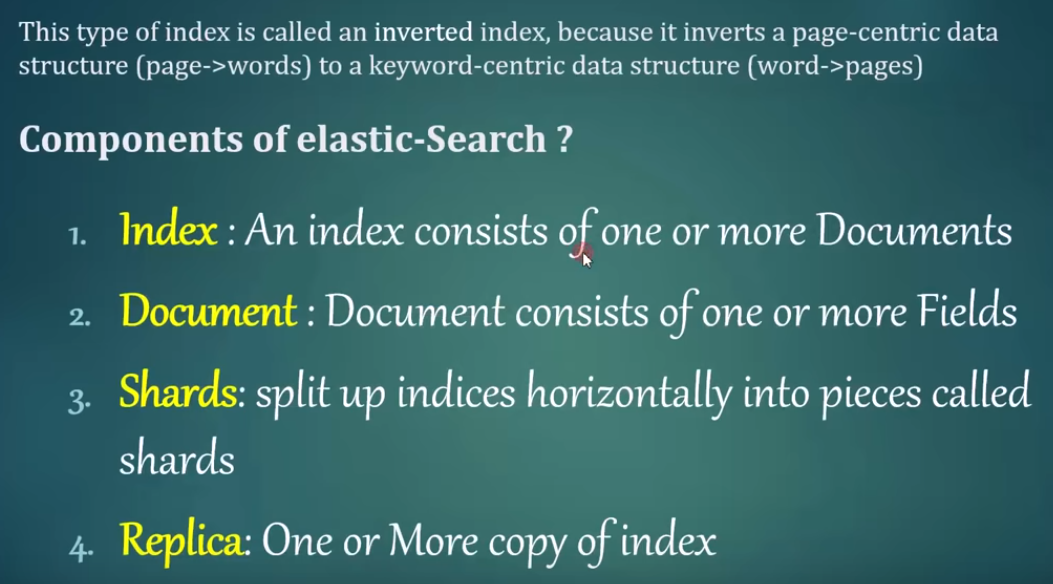 This type of index is called an inverted index, because it inverts a page-centric data
structure (page->words) to a keyword-centric data structure (word->pages)
Components of elastic-Search ?
1. Index : An index consists of one or more Documents
2. Document : Document consists of one or more Fields
3. Shards: split up indices horizontally into pieces called
shards
4. Replica: One or More copy of index